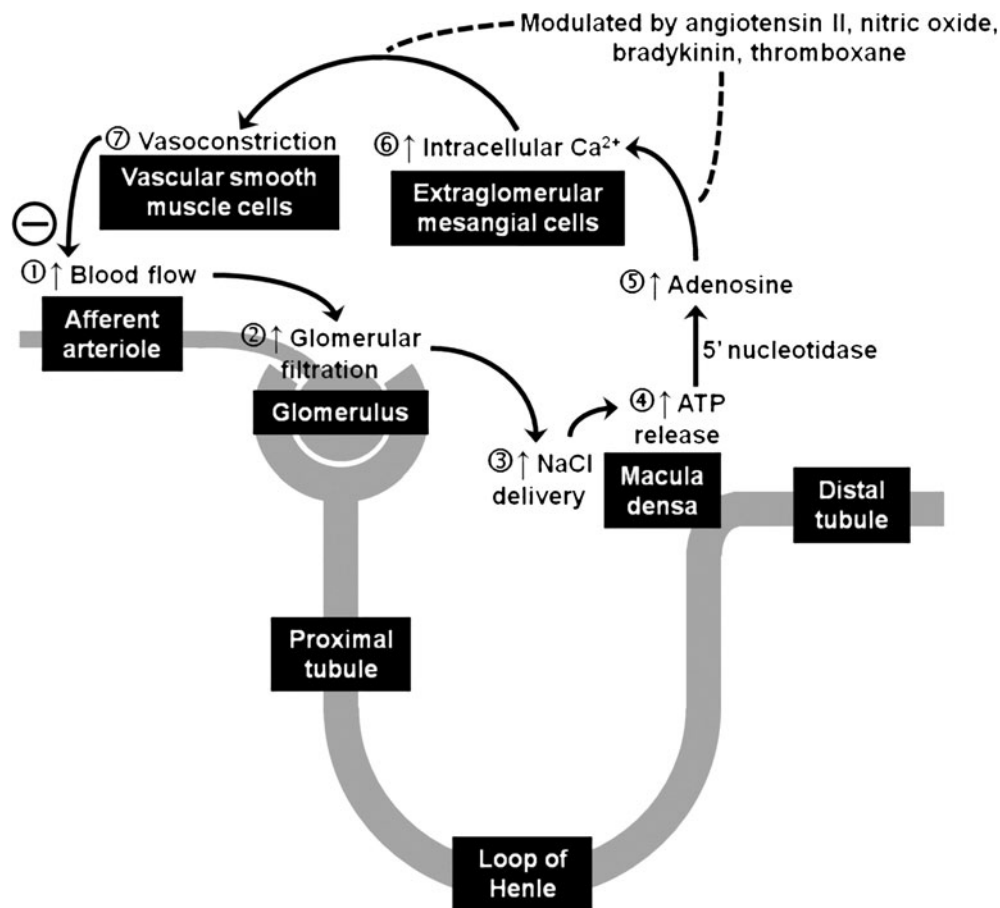 Modulated by angiotensin II, nitric oxide,
bradykinin, thromboxane
⑦ Vasoconstriction
Vascular smooth
muscle cells
⑥ ↑ Intracellular Ca²⁺
Extraglomerular
mesangial cells
−
① ↑ Blood flow
Afferent
arteriole
② ↑ Glomerular
filtration
Glomerulus
⑤ ↑ Adenosine
5' nucleotidase
④ ↑ ATP
release
③ ↑ NaCl
delivery
Macula
densa
Distal
tubule
Proximal
tubule
Loop of
Henle